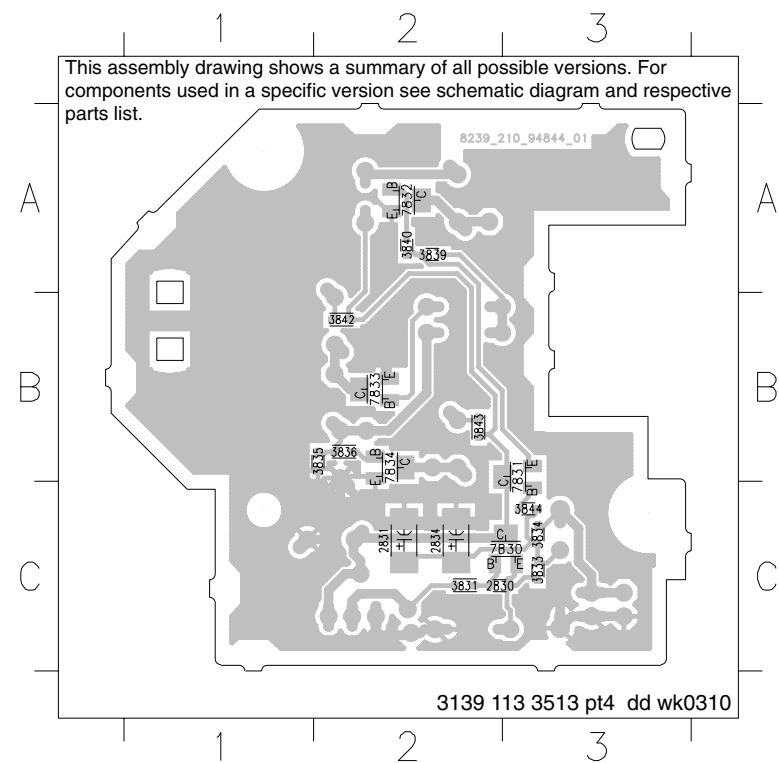 1 2 3
This assembly drawing shows a summary of all possible versions. For
components used in a specific version see schematic diagram and respective
parts list.
8239_210_94844_01
A A
B
7832
C
E
3840
3839
3842
B B
E
7833
C
B
3843
3835
3836
B
7834
C
E
E
7831
C
B
3844
2831
2834
C
7830
B E
3834
3833
C C
3831 2830
3139 113 3513 pt4 dd wk0310
1 2 3